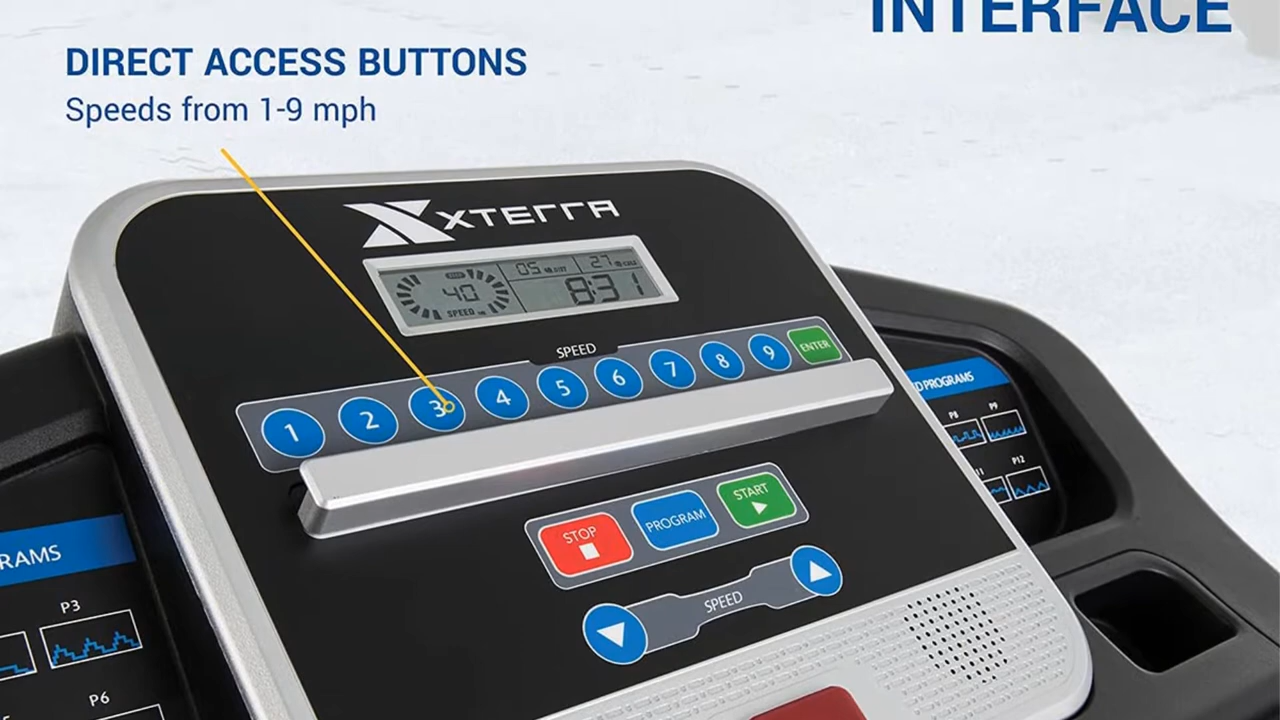 INTERFACE
DIRECT ACCESS BUTTONS
Speeds from 1-9 mph
XTERRA
05 27
40 8:31
SPEED
SPEED
1 2 3 4 5 6 7 8 9 ENTER
D PROGRAMS
P8 P9
P12
STOP PROGRAM START
SPEED
RAMS
P3
P6